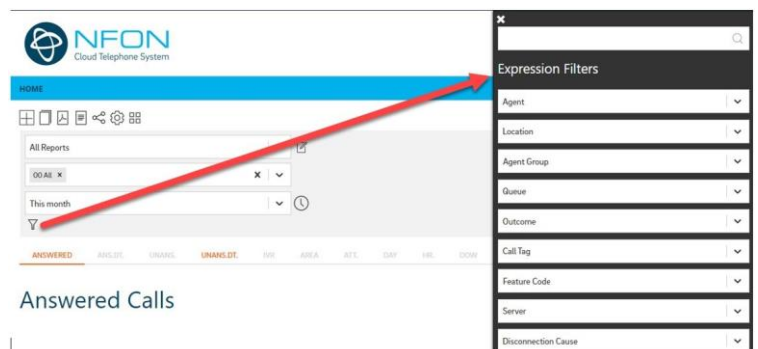 NFON
Cloud Telephone System
HOME
All Reports
00 All ×
This month
ANSWERED ANS.DT. UNANS. UNANS.DT. IVR AREA ATT. DAY HR. DOW
Answered Calls
Expression Filters
Agent
Location
Agent Group
Queue
Outcome
Call Tag
Feature Code
Server
Disconnection Cause